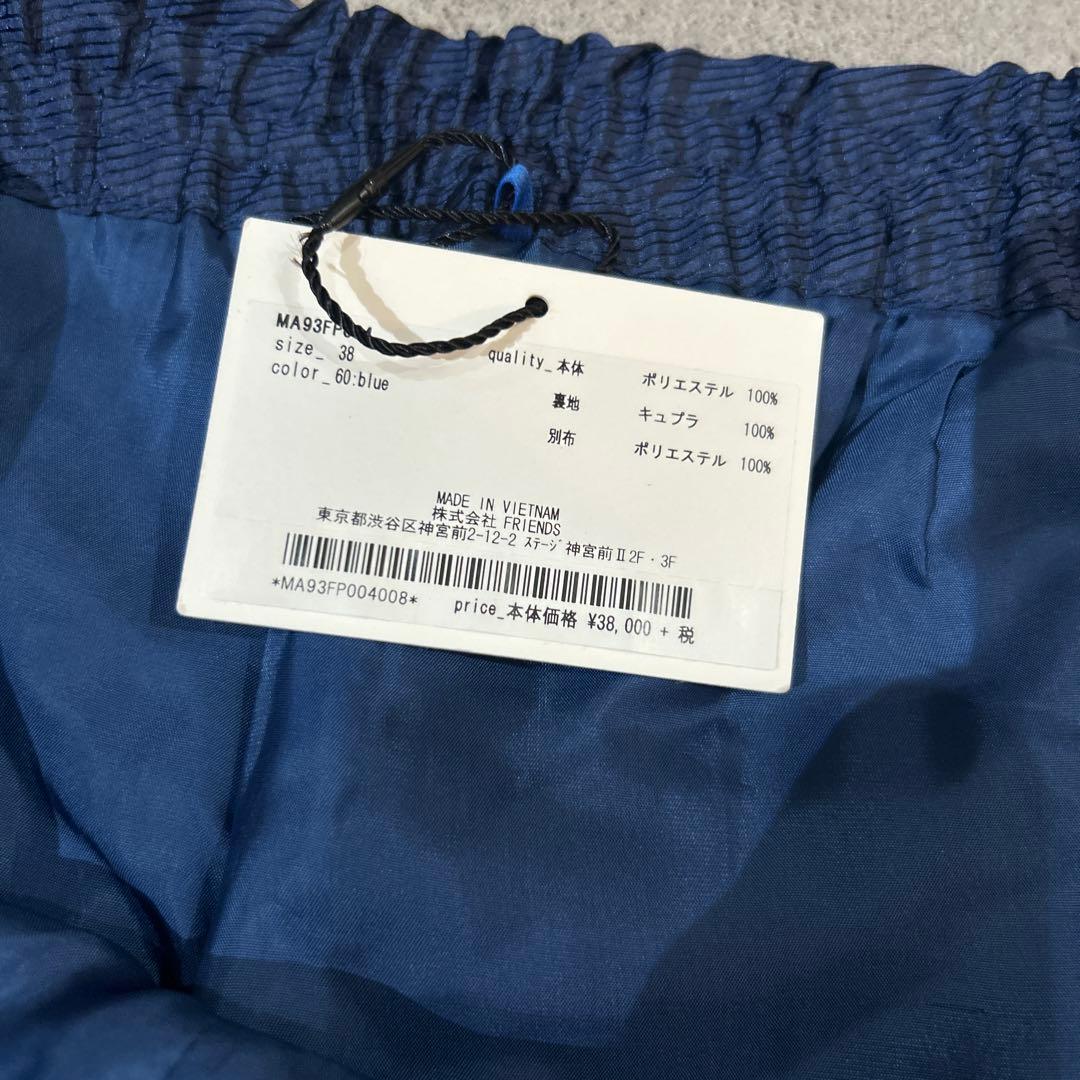 size_ 38
color_ 60:blue
quality_本体 ポリエステル 100%
裏地 キュプラ 100%
別布 ポリエステル 100%
MADE IN VIETNAM
株式会社 FRIENDS
東京都渋谷区神宮前2-12-2 ステージ神宮前Ⅱ2F・3F
*MA93FP004008*
price_本体価格 ¥38,000 + 税